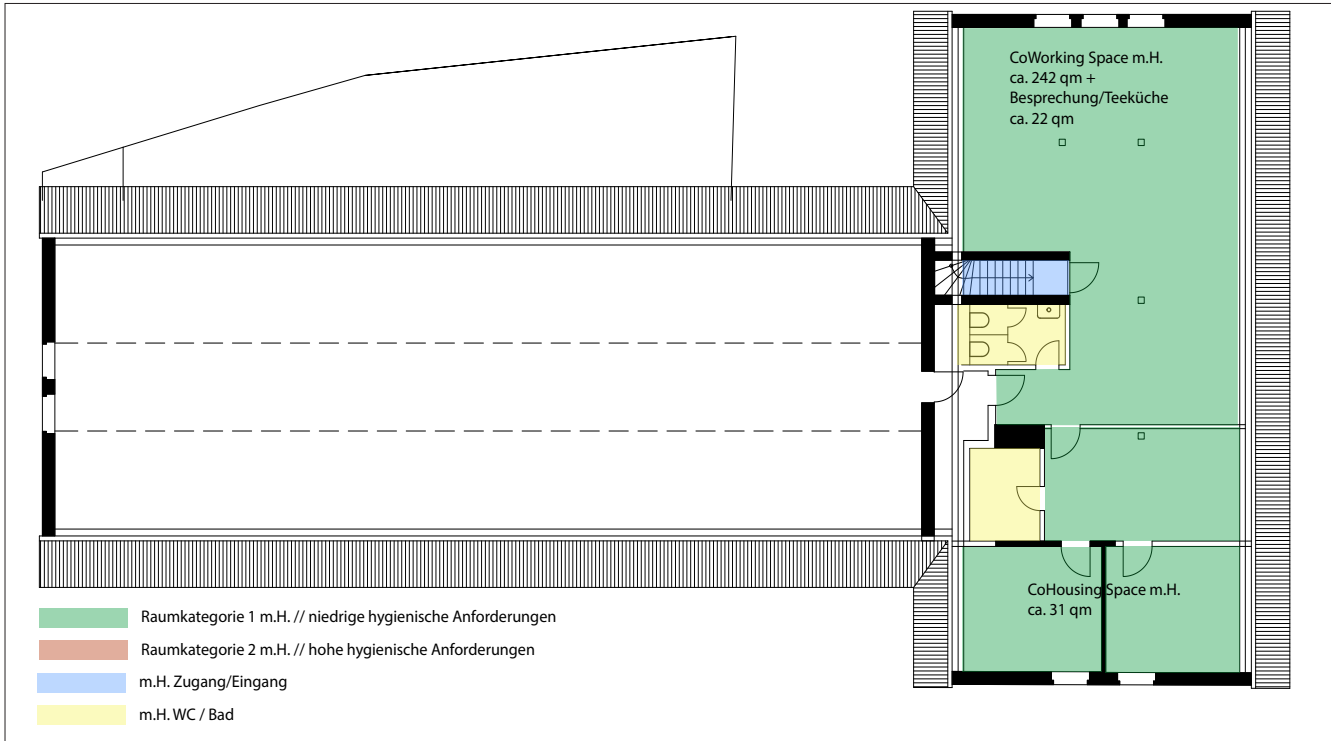 CoWorking Space m.H.
ca. 242 qm +
Besprechung/Teeküche
ca. 22 qm
CoHousing Space m.H.
ca. 31 qm
Raumkategorie 1 m.H. // niedrige hygienische Anforderungen
Raumkategorie 2 m.H. // hohe hygienische Anforderungen
m.H. Zugang/Eingang
m.H. WC / Bad